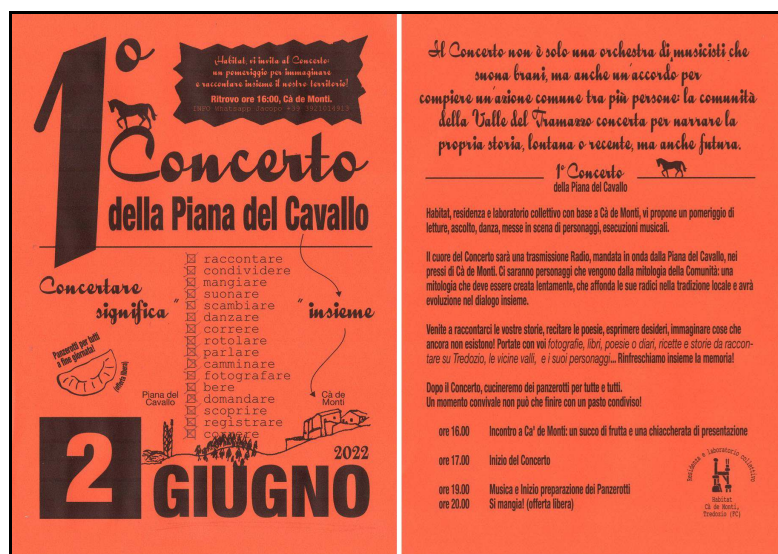 1º
Habitat, vi invita al Concerto:
un pomeriggio per immaginare
e raccontare insieme il nostro territorio!
Ritrovo ore 16:00, Cà de Monti.
Concerto
della Piana del Cavallo
Concertare
significa "
raccontare
condividere
mangiare
suonare
scambiare
danzare
correre
rotolare
parlare
camminare
fotografare
bere
domandare
scoprire
registrare
correre
" insieme
Panzerotti per tutti
a fine giornata!
(offerta libera)
Piana del
Cavallo
Cà de
Monti
2022
2 GIUGNO
Il Concerto non è solo una orchestra di musicisti che
suona brani, ma anche un'accordo per
compiere un'azione comune tra più persone: la comunità
della Valle del Tramazzo concerta per narrare la
propria storia, lontana o recente, ma anche futura.
1º Concerto
della Piana del Cavallo
Habitat, residenza e laboratorio collettivo con base a Cà de Monti, vi propone un pomeriggio di
letture, ascolto, danza, messe in scena di personaggi, esecuzioni musicali.
Il cuore del Concerto sarà una trasmissione Radio, mandata in onda dalla Piana del Cavallo, nei
pressi di Cà de Monti. Ci saranno personaggi che vengono dalla mitologia della Comunità: una
mitologia che deve essere creata lentamente, che affonda le sue radici nella tradizione locale e avrà
evoluzione nel dialogo insieme.
Venite a raccontarci le vostre storie, recitare le poesie, esprimere desideri, immaginare cose che
ancora non esistono! Portate con voi fotografie, libri, poesie o diari, ricette e storie da raccon-
tare su Tredozio, le vicine valli, e i suoi personaggi... Rinfreschiamo insieme la memoria!
Dopo il Concerto, cucineremo dei panzerotti per tutte e tutti.
Un momento convivale non può che finire con un pasto condiviso!
ore 16.00 Incontro a Ca' de Monti: un succo di frutta e una chiaccherata di presentazione
ore 17.00 Inizio del Concerto
ore 19.00 Musica e Inizio preparazione dei Panzerotti
ore 20.00 Si mangia! (offerta libera)
Residenza e laboratorio collettivo
Habitat
Cà de Monti,
Tredozio (FC)